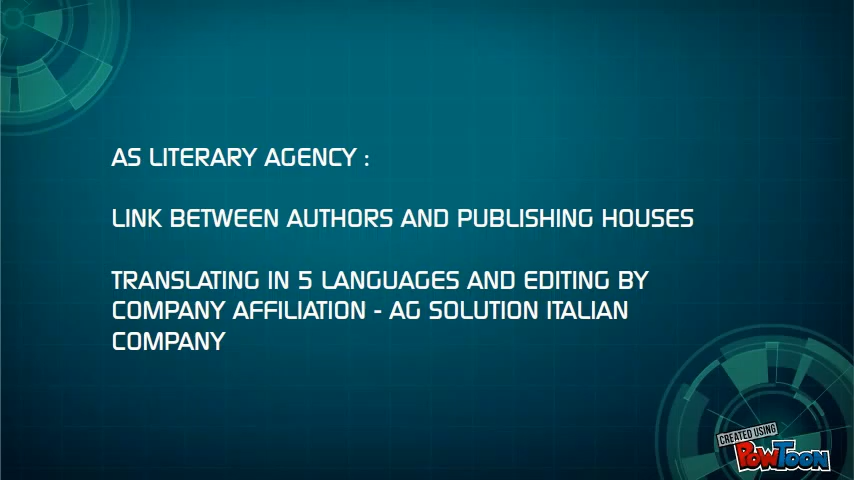 AS LITERARY AGENCY :
LINK BETWEEN AUTHORS AND PUBLISHING HOUSES
TRANSLATING IN 5 LANGUAGES AND EDITING BY
COMPANY AFFILIATION - AG SOLUTION ITALIAN
COMPANY
CREATED USING
POWTOON